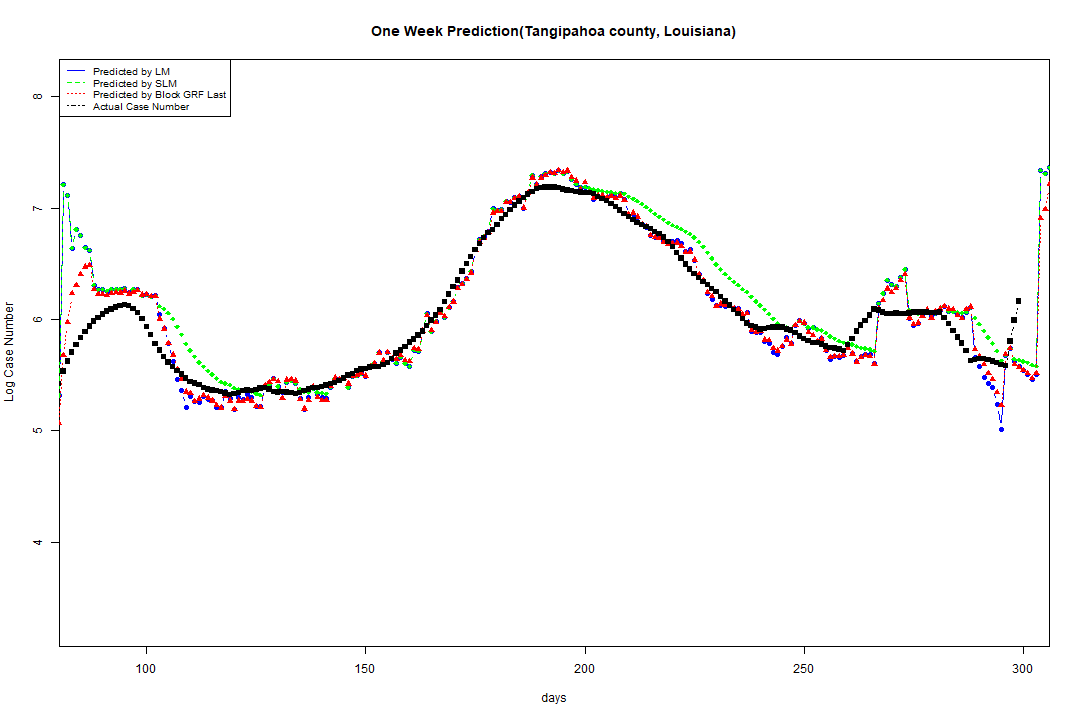 One Week Prediction(Tangipahoa county, Louisiana)
Predicted by LM
Predicted by SLM
Predicted by Block GRF Last
Actual Case Number
8
7
6
5
4
Log Case Number
100 150 200 250 300
days